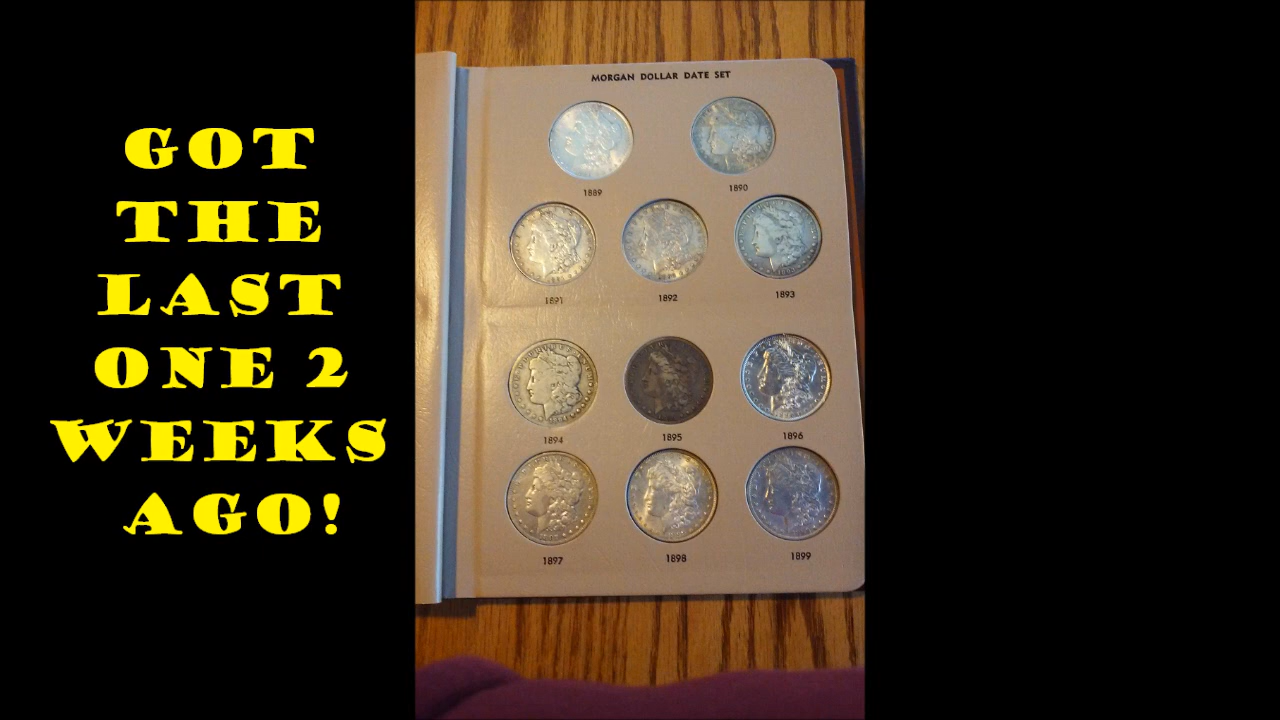 GOT
THE
LAST
ONE 2
WEEKS
AGO!
MORGAN DOLLAR DATE SET
1889
1890
1891
1892
1893
1894
1895
1896
1897
1898
1899